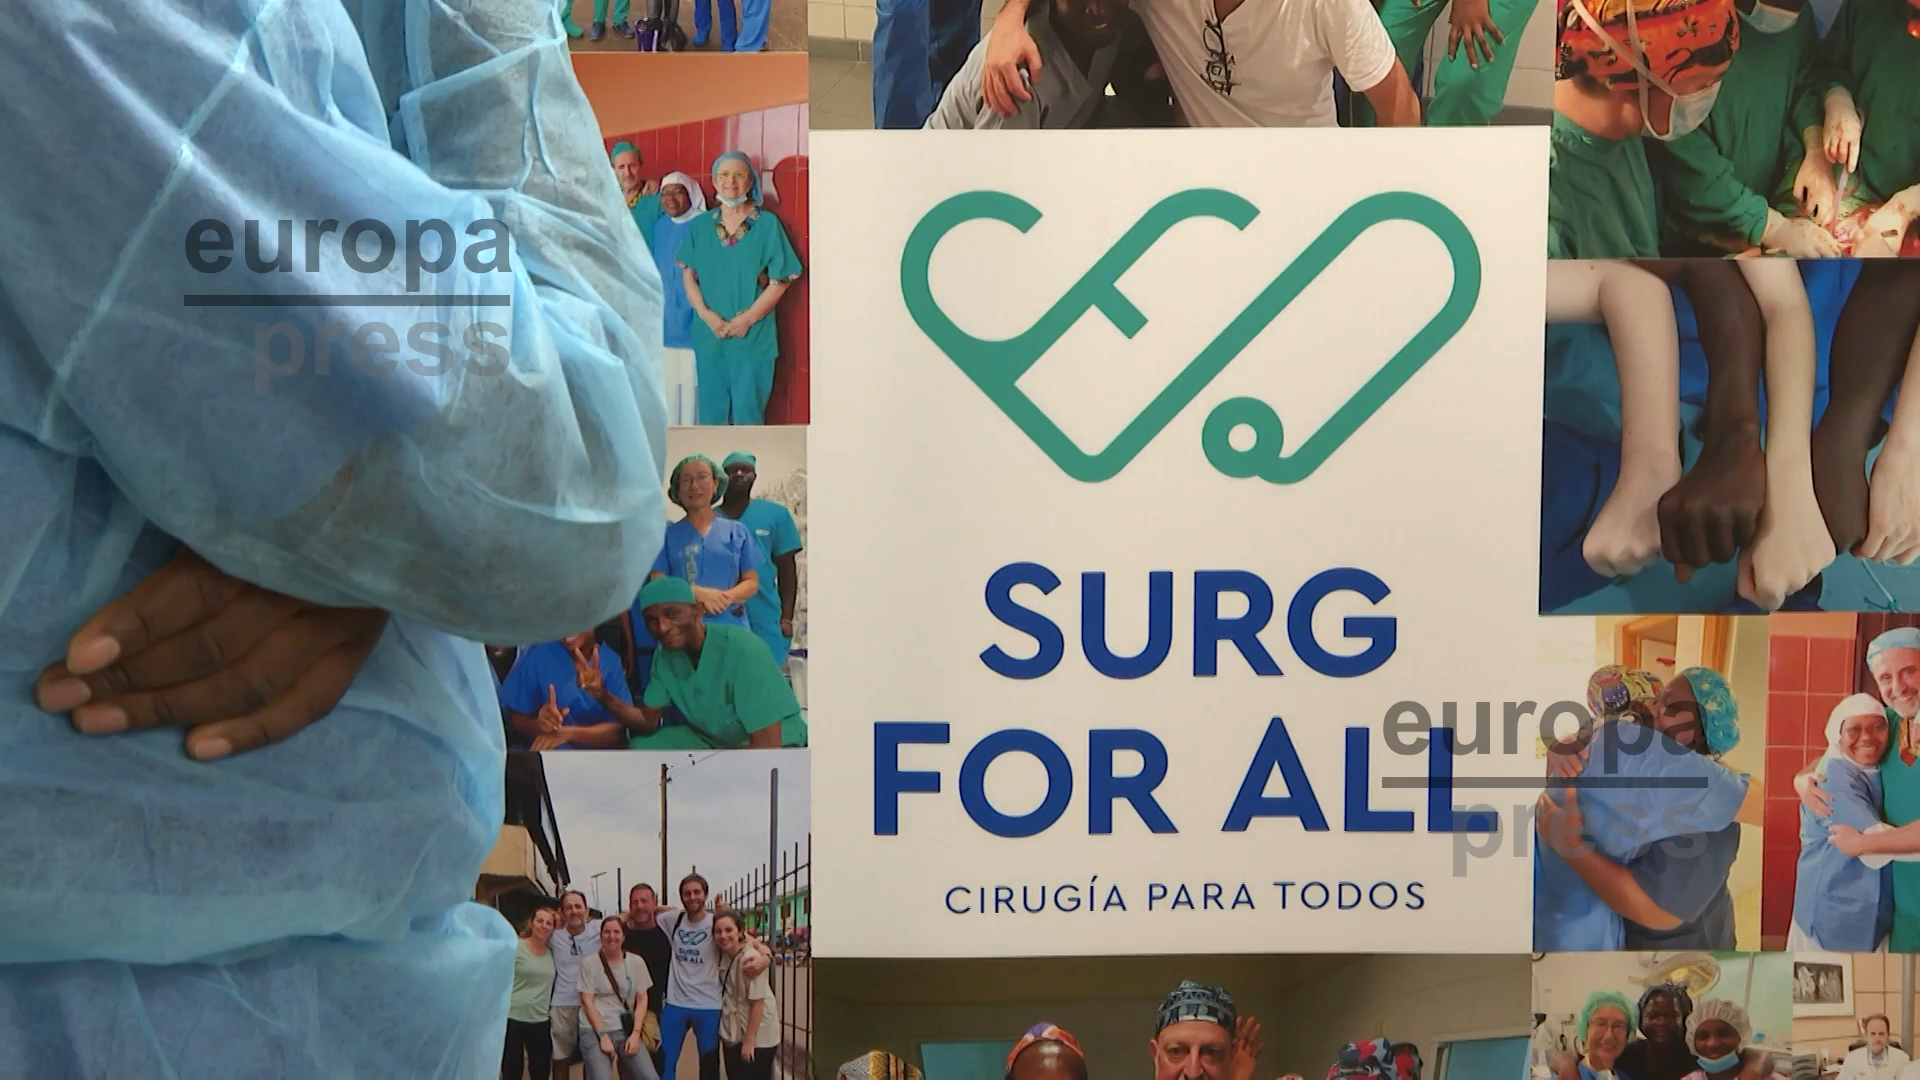 europa
press
SURG
FOR ALL
CIRUGÍA PARA TODOS
europa
press
SURG
FOR ALL